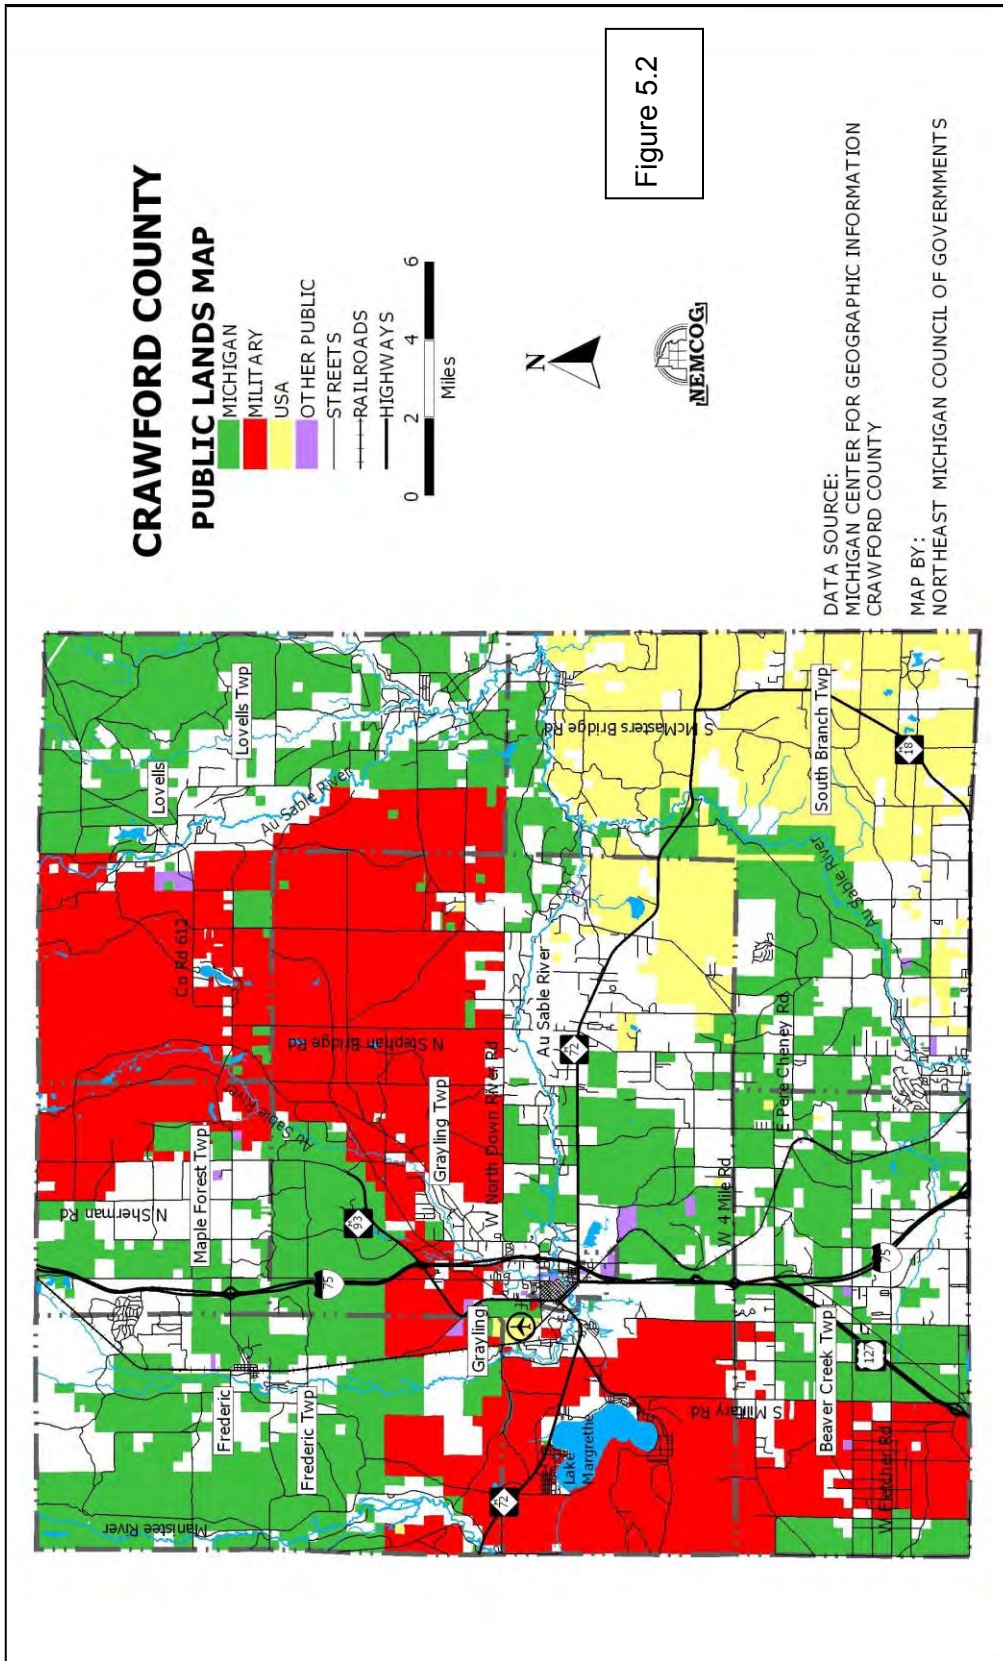 CRAWFORD COUNTY
PUBLIC LANDS MAP
MICHIGAN
MILITARY
USA
OTHER PUBLIC
STREETS
RAILROADS
HIGHWAYS
0 2 4 6
Miles
N
NEMCOG
Figure 5.2
DATA SOURCE:
MICHIGAN CENTER FOR GEOGRAPHIC INFORMATION
CRAWFORD COUNTY
MAP BY:
NORTHEAST MICHIGAN COUNCIL OF GOVERNMENTS
Manistee River
Frederic
Frederic Twp
75
N Sherman Rd
Maple Forest Twp
M 93
Au Sable River
Co Rd 612
N Stephan Bridge Rd
Lovells
Lovells Twp
Au Sable River
Grayling Twp
W North Down River Rd
Grayling
M 72
Lake
Margrethe
S Military Rd
M 72
Au Sable River
S McMasters Bridge Rd
W 4 Mile Rd
E Pere Cheney Rd
Au Sable River
South Branch Twp
M 18
Beaver Creek Twp
127
75
W Fletcher Rd